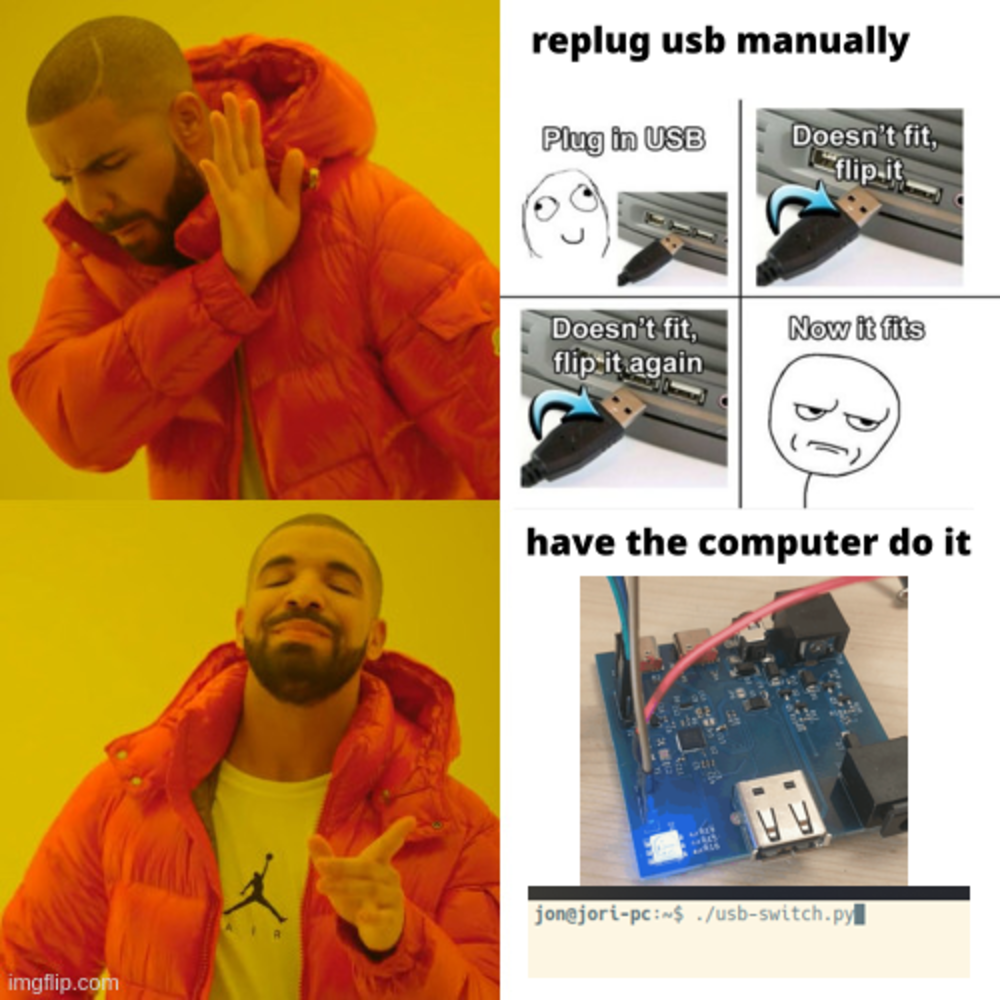 replug usb manually
Plug in USB
Doesn't fit,
flip it
Doesn't fit,
flip it again
Now it fits
have the computer do it
jon@jori-pc:~$ ./usb-switch.py
AIR
imgflip.com